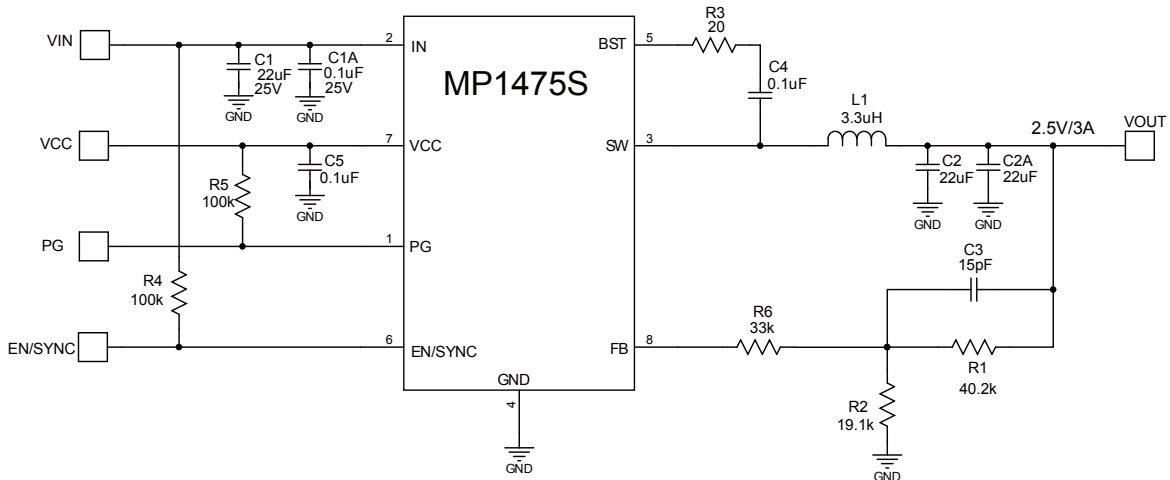 VIN
2
IN
C1
22uF
25V
GND
C1A
0.1uF
25V
GND
MP1475S
BST
5
R3
20
C4
0.1uF
VCC
7
VCC
C5
0.1uF
GND
R5
100k
SW
3
L1
3.3uH
2.5V/3A
VOUT
C2
22uF
GND
C2A
22uF
GND
PG
1
PG
R4
100k
EN/SYNC
6
EN/SYNC
GND
4
GND
FB
8
R6
33k
C3
15pF
R1
40.2k
R2
19.1k
GND